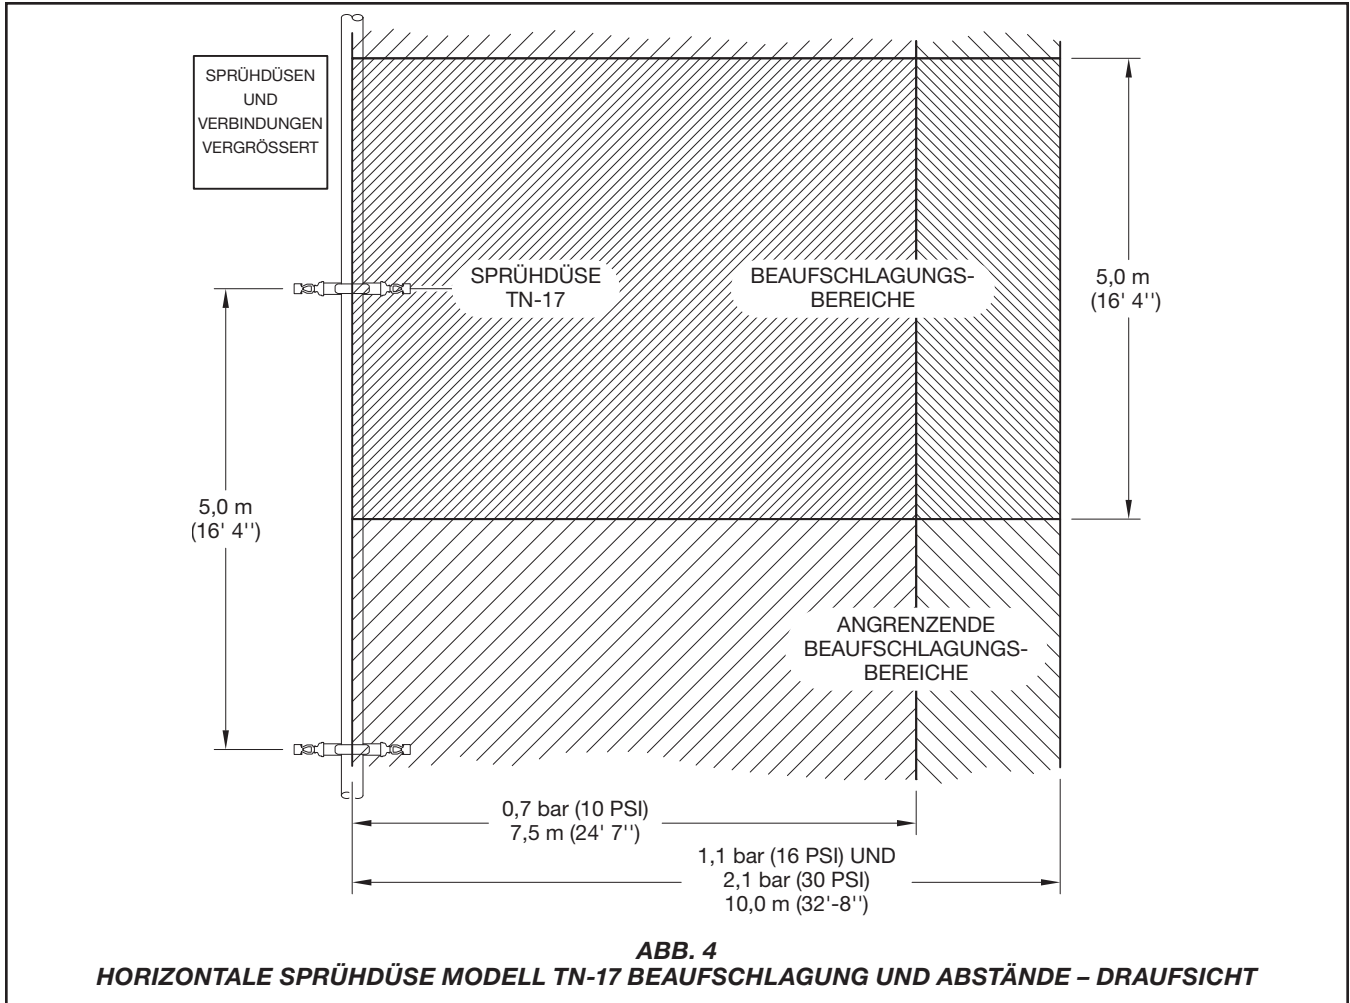 SPRÜHDÜSEN
UND
VERBINDUNGEN
VERGRÖSSERT
SPRÜHDÜSE
TN-17
BEAUFSCHLAGUNGS-
BEREICHE
5,0 m
(16' 4'')
5,0 m
(16' 4'')
ANGRENZENDE
BEAUFSCHLAGUNGS-
BEREICHE
0,7 bar (10 PSI)
7,5 m (24' 7'')
1,1 bar (16 PSI) UND
2,1 bar (30 PSI)
10,0 m (32'-8'')
ABB. 4
HORIZONTALE SPRÜHDÜSE MODELL TN-17 BEAUFSCHLAGUNG UND ABSTÄNDE – DRAUFSICHT